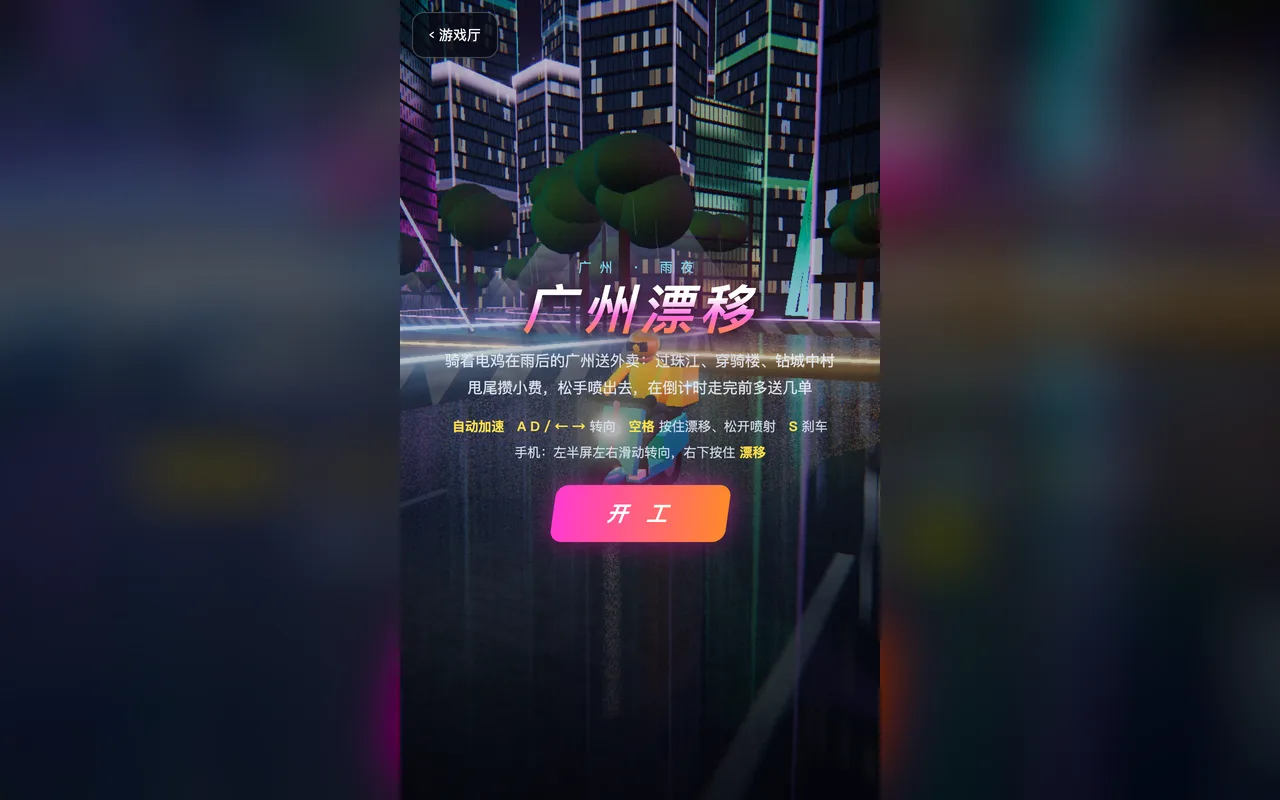 < 游戏厅
广州 · 雨夜
广州漂移
骑着电鸡在雨后的广州送外卖：过珠江、穿骑楼、钻城中村
甩尾攒小费，松手喷出去，在倒计时走完前多送几单
自动加速 A D / ← → 转向 空格 按住漂移、松开喷射 S 刹车
手机：左半屏左右滑动转向，右下按住 漂移
开工